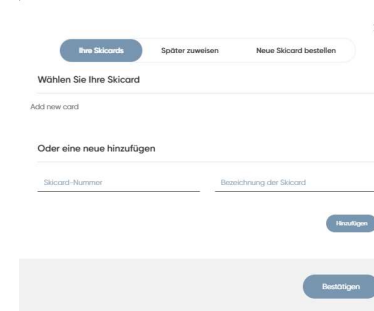 Ihre Skicards Später zuweisen Neue Skicard bestellen
Wählen Sie Ihre Skicard
Add new card
Oder eine neue hinzufügen
Skicard-Nummer Bezeichnung der Skicard
Hinzufügen
Bestätigen